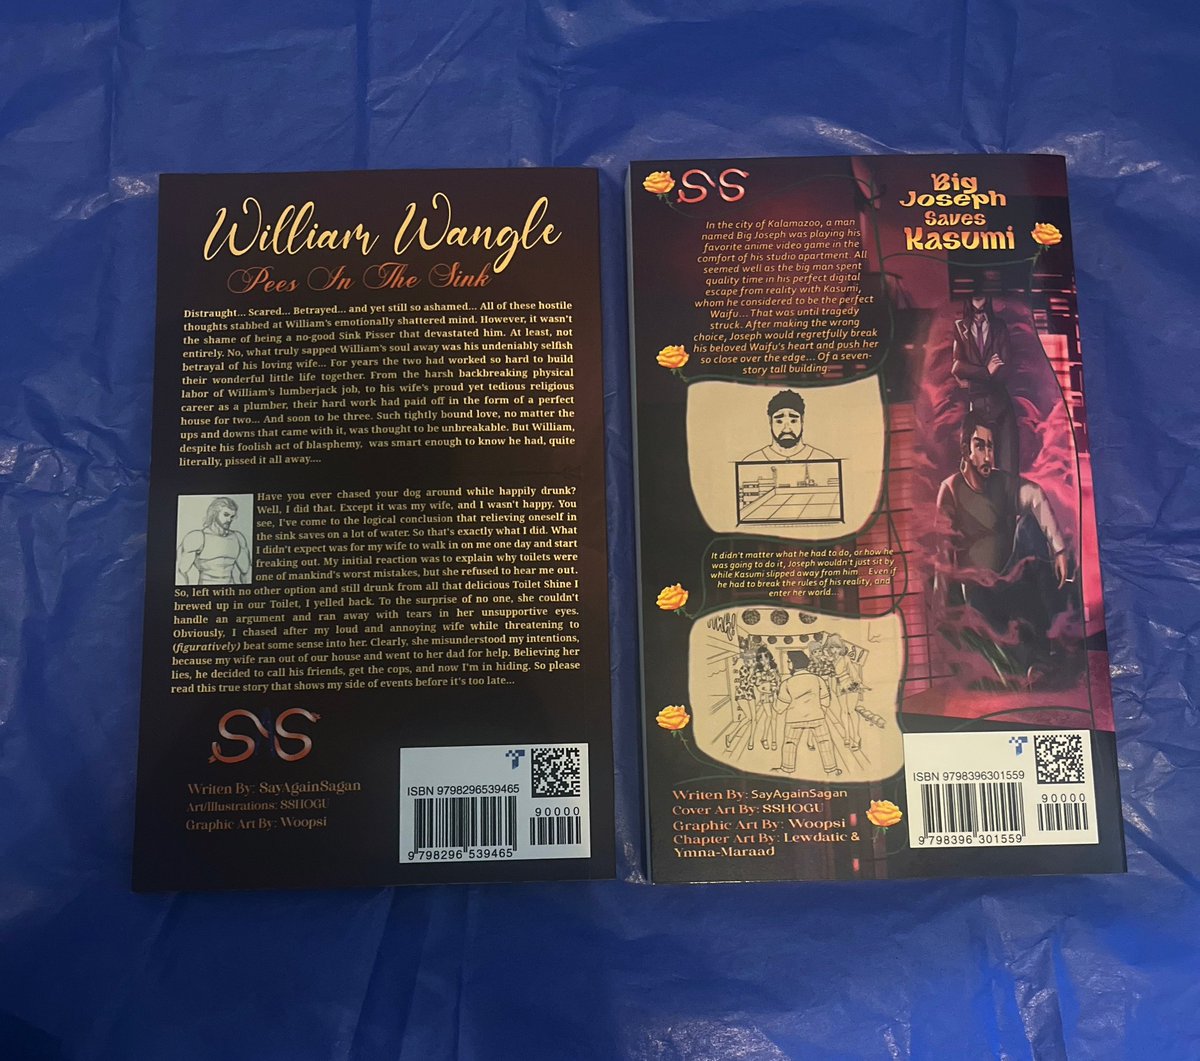 William Wangle
Pees In The Sink
Distraught... Scared... Betrayed... and yet still so ashamed... All of these hostile
thoughts stabbed at William's emotionally shattered mind. However, it wasn't
the shame of being a no-good Sink Pisser that devastated him. At least, not
entirely. No, what truly sapped William's soul away was his undeniably selfish
betrayal of his loving wife... For years the two had worked so hard to build
their wonderful little life together. From the harsh backbreaking physical
labor of William's lumberjack job, to his wife's proud yet tedious religious
career as a plumber, their hard work had paid off in the form of a perfect
house for two... And soon to be three. Such tightly bound love, no matter the
ups and downs that came with it, was thought to be unbreakable. But William,
despite his foolish act of blasphemy, was smart enough to know he had, quite
literally, pissed it all away....
Have you ever chased your dog around while happily drunk?
Well, I did that. Except it was my wife, and I wasn't happy. You
see, I've come to the logical conclusion that relieving oneself in
the sink saves on a lot of water. So that's exactly what I did. What
I didn't expect was for my wife to walk in on me one day and start
freaking out. My initial reaction was to explain why toilets were
one of mankind's worst mistakes, but she refused to hear me out.
So, left with no other option and still drunk from all that delicious Toilet Shine I
brewed up in our Toilet, I yelled back. To the surprise of no one, she couldn't
handle an argument and ran away with tears in her unsupportive eyes.
Obviously, I chased after my loud and annoying wife while threatening to
(figuratively) beat some sense into her. Clearly, she misunderstood my intentions,
because my wife ran out of our house and went to her dad for help. Believing her
lies, he decided to call his friends, get the cops, and now I'm in hiding. So please
read this true story that shows my side of events before it's too late...
SAS
Writen By: SayAgainSagan
Art/Illustrations: SSHOGU
Graphic Art By: Woopsi
ISBN 9798296539465
90000
9 798296 539465
SAS
Big
Joseph
Saves
Kasumi
In the city of Kalamazoo, a man
named Big Joseph was playing his
favorite anime video game in the
comfort of his studio apartment. All
seemed well as the big man spent
quality time in his perfect digital
escape from reality with Kasumi,
whom he considered to be the perfect
Waifu... That was until tragedy
struck. After making the wrong
choice, Joseph would regretfully break
his beloved Waifu's heart and push her
so close over the edge... Of a seven-
story tall building.
It didn't matter what he had to do, or how he
was going to do it, Joseph wouldn't just sit by
while Kasumi slipped away from him... Even if
he had to break the rules of his reality, and
enter her world...
Writen By: SayAgainSagan
Cover Art By: SSHOGU
Graphic Art By: Woopsi
Chapter Art By: Lewdatic &
Ymna-Maraad
ISBN 9798396301559
90000
9 798396 301559